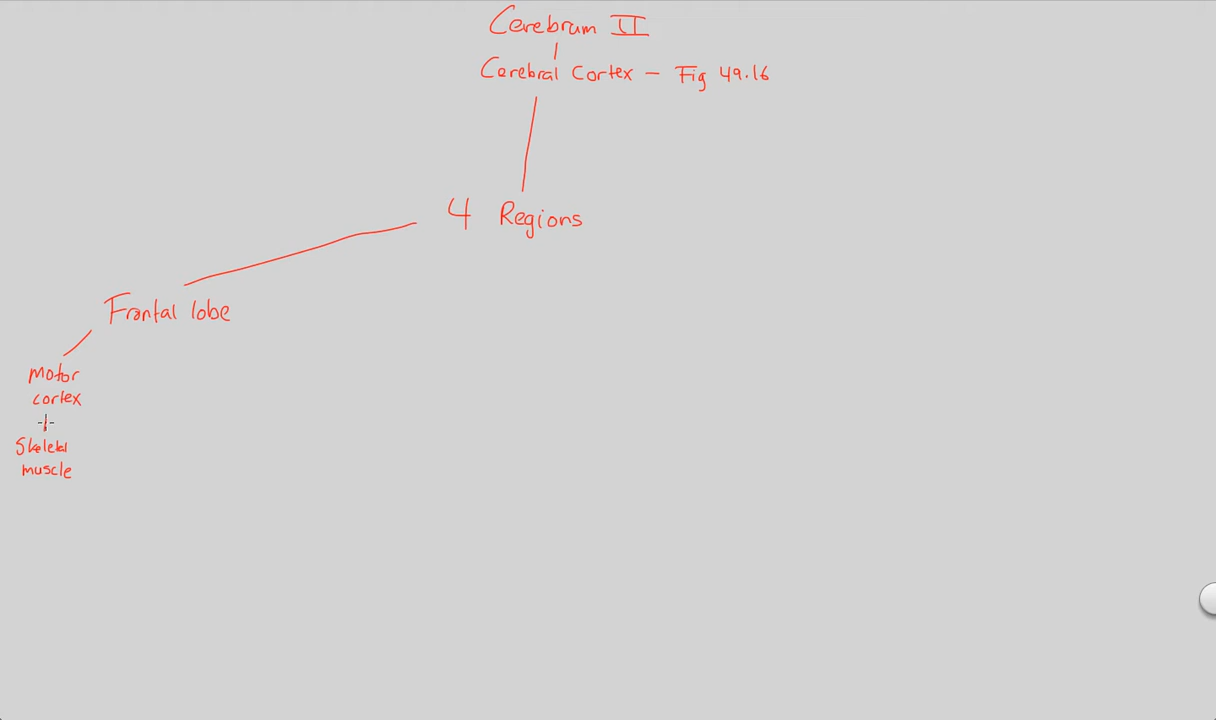 Cerebrum II
Cerebral Cortex — Fig 49.16
4 Regions
Frontal lobe
motor
cortex
Skeletal
muscle